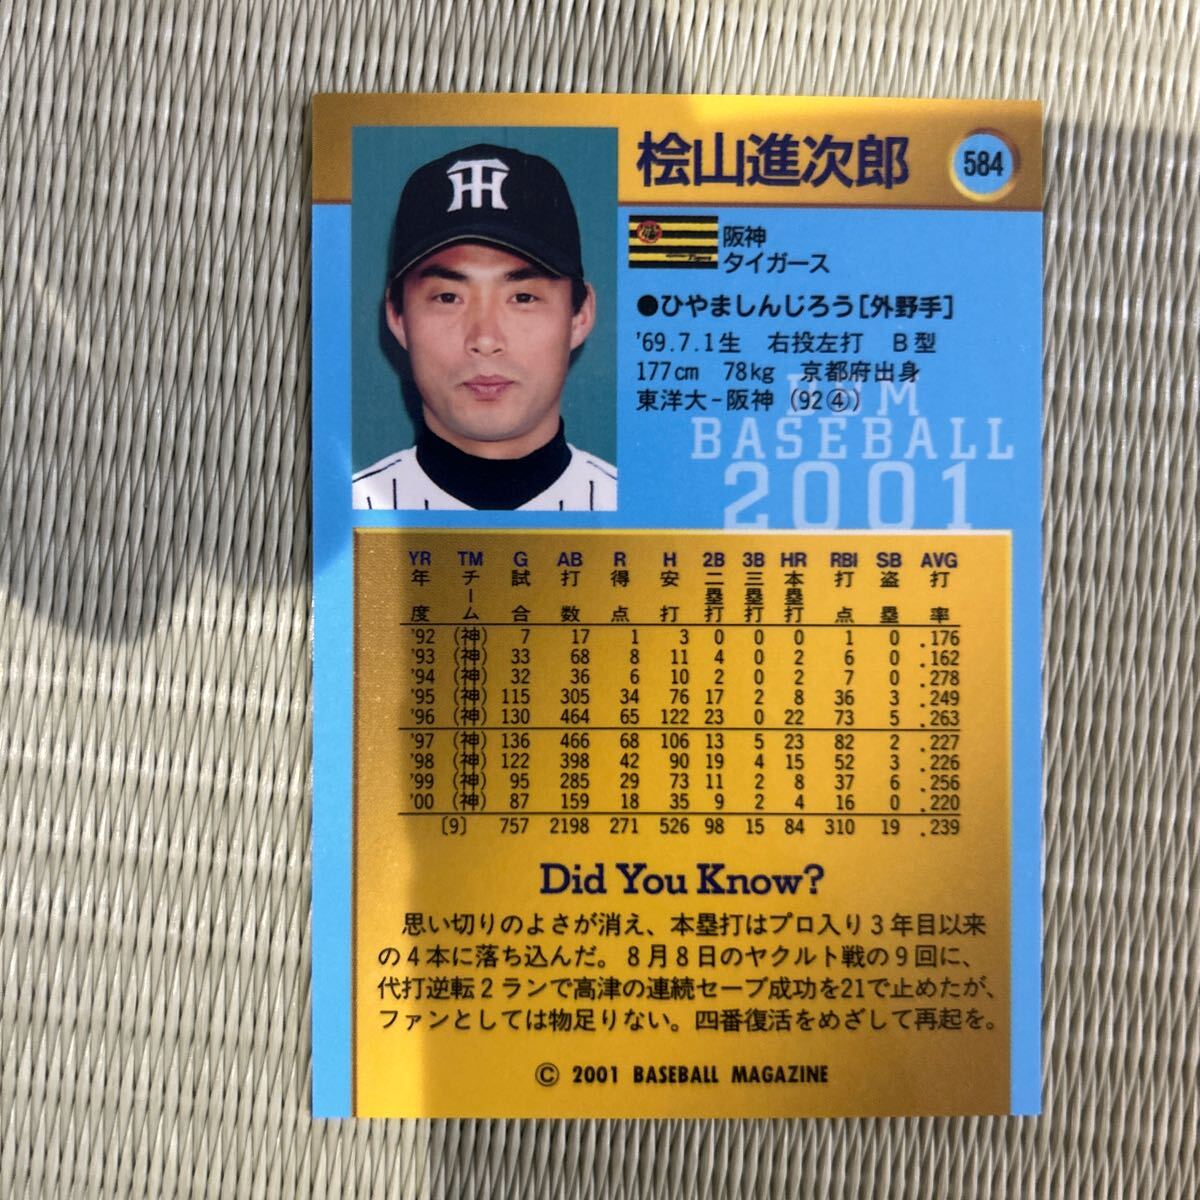 桧山進次郎
584
阪神
タイガース
●ひやましんじろう[外野手]
'69.7.1生　右投左打　B型
177cm　78kg　京都府出身
東洋大-阪神（92④）
BBM
BASEBALL
2001
YR TM G AB R H 2B 3B HR RBI SB AVG
年度 チーム 試合 打数 得点 安打 二塁打 三塁打 本塁打 打点 盗塁 打率
'92 (神) 7 17 1 3 0 0 0 1 0 .176
'93 (神) 33 68 8 11 4 0 2 6 0 .162
'94 (神) 32 36 6 10 2 0 2 7 0 .278
'95 (神) 115 305 34 76 17 2 8 36 3 .249
'96 (神) 130 464 65 122 23 0 22 73 5 .263
'97 (神) 136 466 68 106 13 5 23 82 2 .227
'98 (神) 122 398 42 90 19 4 15 52 3 .226
'99 (神) 95 285 29 73 11 2 8 37 6 .256
'00 (神) 87 159 18 35 9 2 4 16 0 .220
〔9〕 757 2198 271 526 98 15 84 310 19 .239
Did You Know?
思い切りのよさが消え、本塁打はプロ入り3年目以来
の4本に落ち込んだ。8月8日のヤクルト戦の9回に、
代打逆転2ランで高津の連続セーブ成功を21で止めたが、
ファンとしては物足りない。四番復活をめざして再起を。
© 2001 BASEBALL MAGAZINE